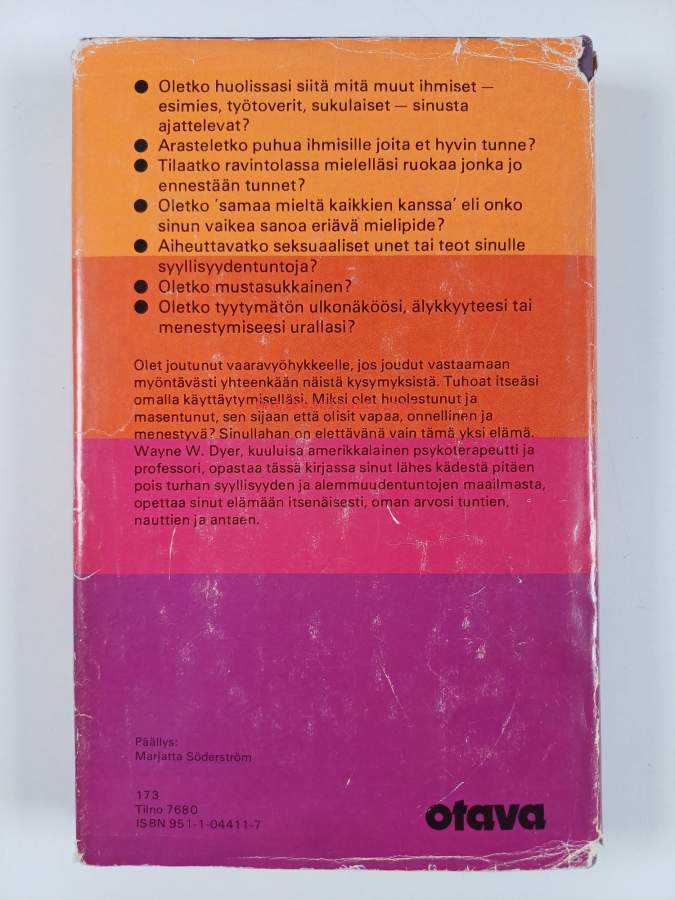 ● Oletko huolissasi siitä mitä muut ihmiset —
esimies, työtoverit, sukulaiset — sinusta
ajattelevat?
● Arasteletko puhua ihmisille joita et hyvin tunne?
● Tilaatko ravintolassa mielelläsi ruokaa jonka jo
ennestään tunnet?
● Oletko 'samaa mieltä kaikkien kanssa' eli onko
sinun vaikea sanoa eriävä mielipide?
● Aiheuttavatko seksuaaliset unet tai teot sinulle
syyllisyydentuntoja?
● Oletko mustasukkainen?
● Oletko tyytymätön ulkonäköösi, älykkyyteesi tai
menestymiseesi urallasi?
Olet joutunut vaaravyöhykkeelle, jos joudut vastaamaan
myöntävästi yhteenkään näistä kysymyksistä. Tuhoat itseäsi
omalla käyttäytymiselläsi. Miksi olet huolestunut ja
masentunut, sen sijaan että olisit vapaa, onnellinen ja
menestyvä? Sinullahan on elettävänä vain tämä yksi elämä.
Wayne W. Dyer, kuuluisa amerikkalainen psykoterapeutti ja
professori, opastaa tässä kirjassa sinut lähes kädestä pitäen
pois turhan syyllisyyden ja alemmuudentuntojen maailmasta,
opettaa sinut elämään itsenäisesti, oman arvosi tuntien,
nauttien ja antaen.
Päällys:
Marjatta Söderström
173
Tilno 7680
ISBN 951-1-04411-7
otava